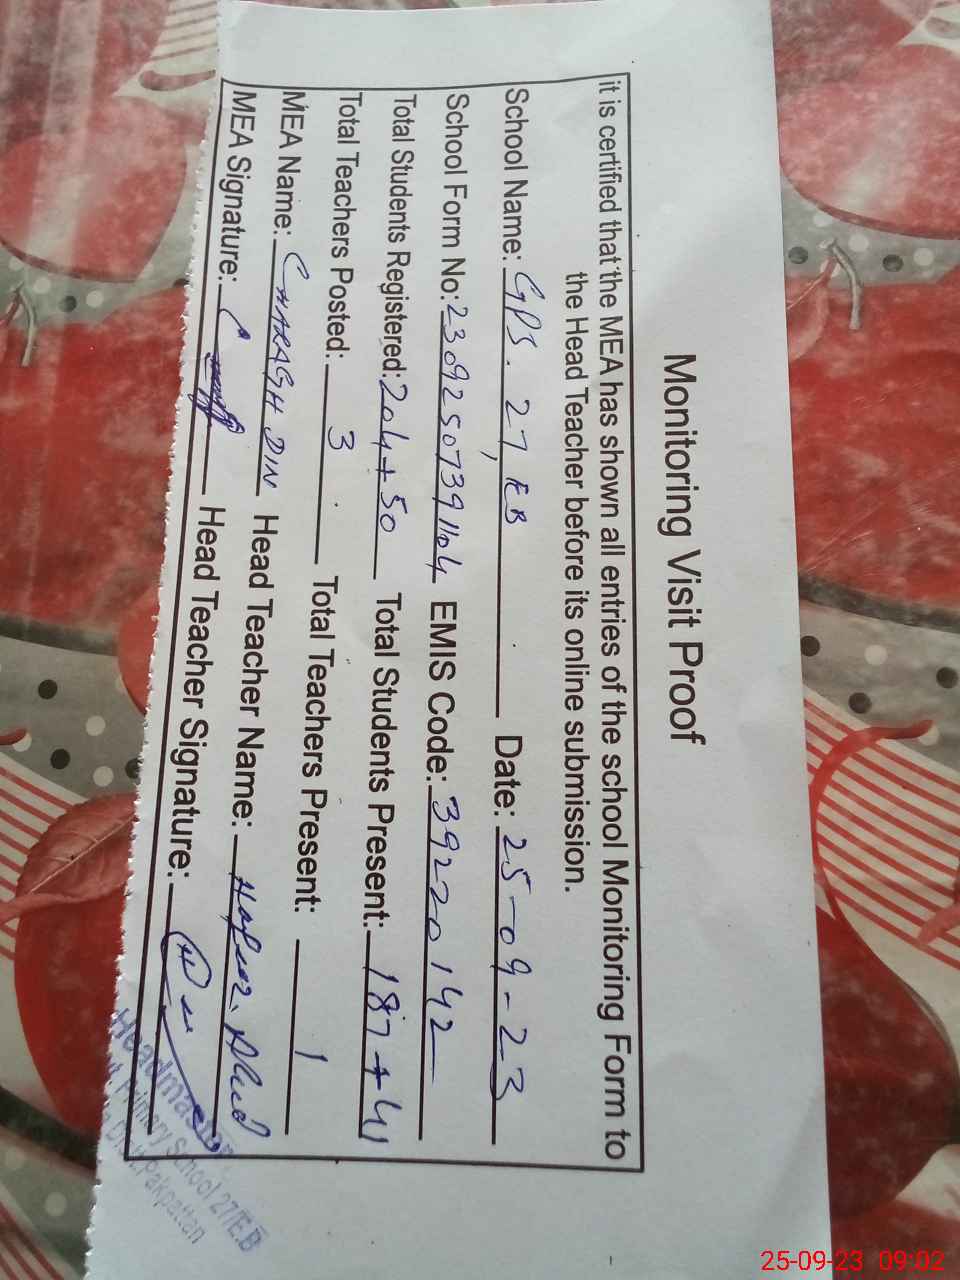 Monitoring Visit Proof
it is certified that the MEA has shown all entries of the school Monitoring Form to
the Head Teacher before its online submission.
School Name: GPS. 27, EB Date: 25-09-23
School Form No: 2309250739 EMIS Code: 39220142
Total Students Registered: 204+50 Total Students Present: 187+41
Total Teachers Posted: 3 Total Teachers Present: 1
MEA Name: CHARAGH DIN Head Teacher Name:
MEA Signature: Head Teacher Signature:
Headmaster
Primary School 27/E.B
Pakpattan
25-09-23 09:02